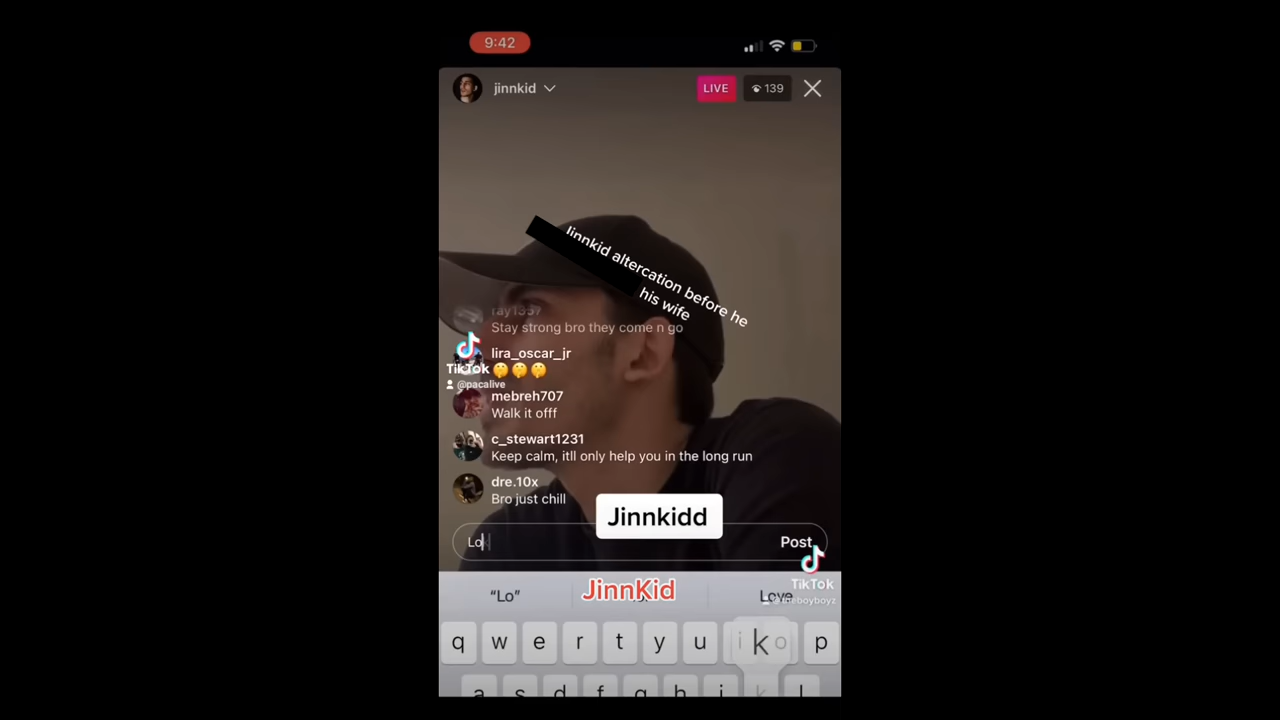 9:42
jinnkid
LIVE
139
Jinnkid altercation before he
his wife
ray1357
Stay strong bro they come n go
lira_oscar_jr
TikTok
@pacalive
mebreh707
Walk it offf
c_stewart1231
Keep calm, itll only help you in the long run
dre.10x
Bro just chill
Jinnkidd
Lo
Post
TikTok
“Lo”
JinnKid
Love
q w e r t y u i k o p
a s d f g h j k l